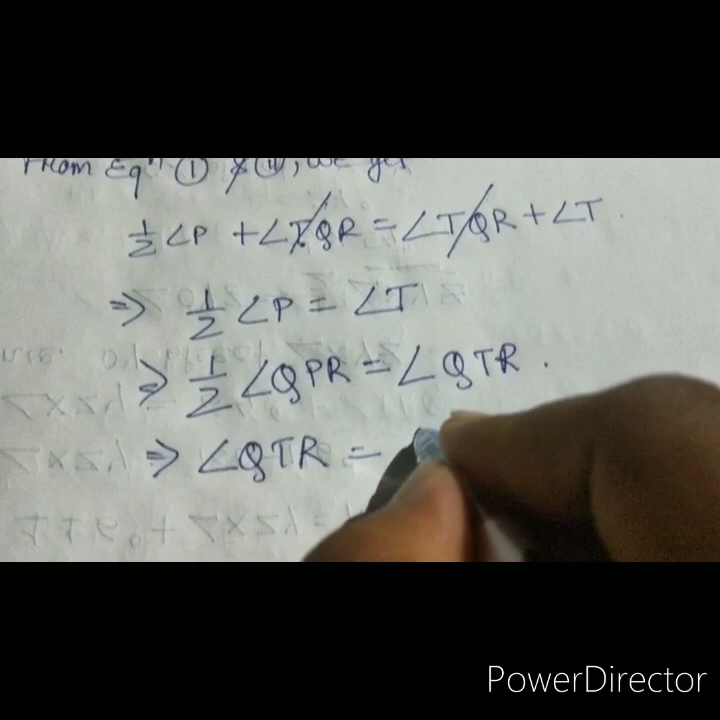 From Eqⁿ ① & ⑪, we get
½ ∠P + ∠TQR = ∠TQR + ∠T.
⇒ ½ ∠P = ∠T
⇒ ½ ∠QPR = ∠QTR.
⇒ ∠QTR =
PowerDirector